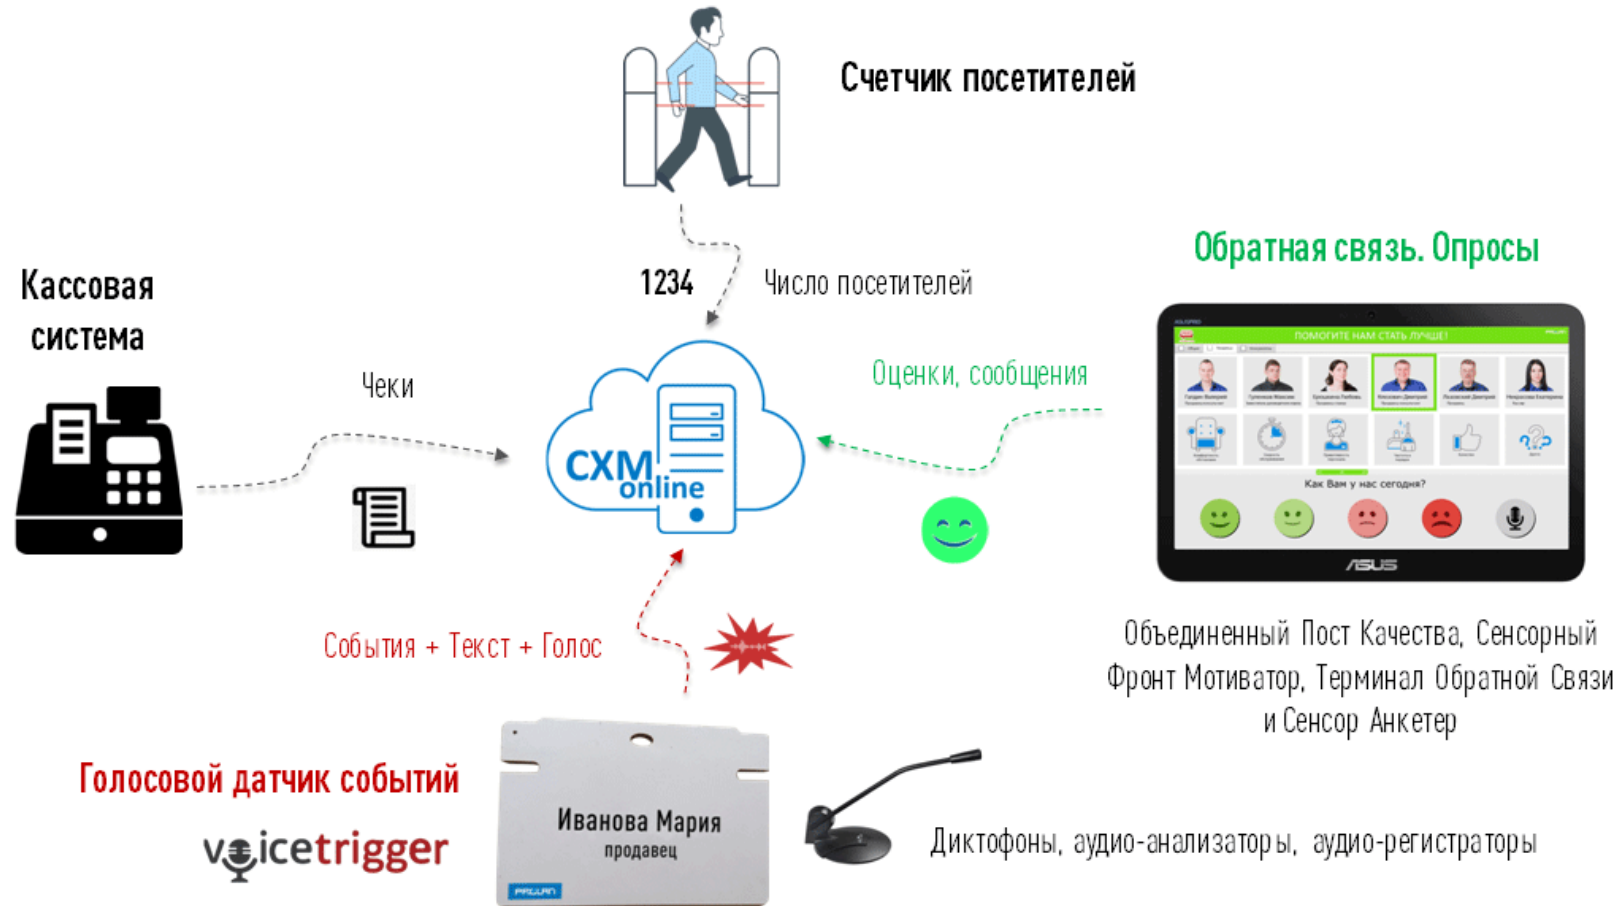 Счетчик посетителей
1234
Число посетителей
Кассовая
система
Чеки
CXM
online
Оценки, сообщения
Обратная связь. Опросы
ПОМОГИТЕ НАМ СТАТЬ ЛУЧШЕ!
Как Вам у нас сегодня?
ASUS
Объединенный Пост Качества, Сенсорный
Фронт Мотиватор, Терминал Обратной Связи
и Сенсор Анкетер
События + Текст + Голос
Голосовой датчик событий
voicetrigger
Иванова Мария
продавец
Диктофоны, аудио-анализаторы, аудио-регистраторы